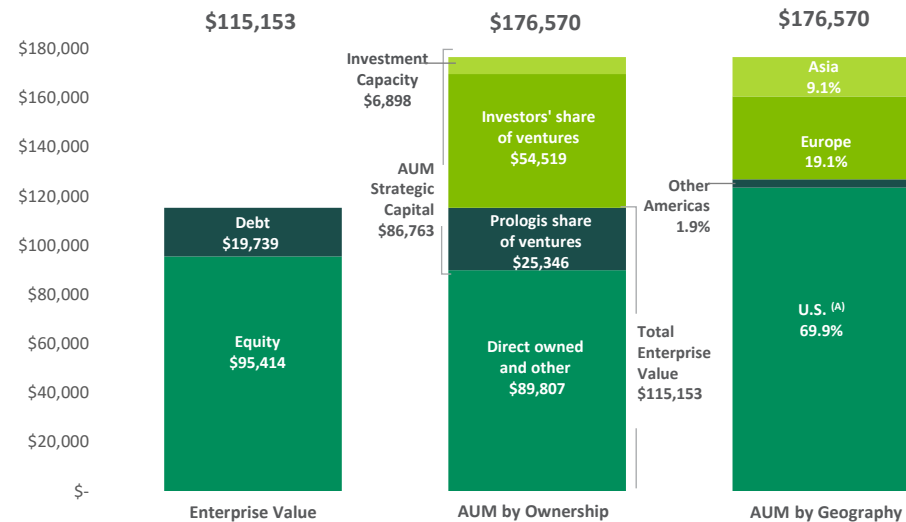 $115,153
$176,570
$176,570
$180,000
$160,000
$140,000
$120,000
$100,000
$80,000
$60,000
$40,000
$20,000
$-
Debt
$19,739
Equity
$95,414
Enterprise Value
Investment
Capacity
$6,898
AUM
Strategic
Capital
$86,763
Investors' share
of ventures
$54,519
Prologis share
of ventures
$25,346
Direct owned
and other
$89,807
AUM by Ownership
Total
Enterprise
Value
$115,153
Other
Americas
1.9%
Asia
9.1%
Europe
19.1%
U.S. (A)
69.9%
AUM by Geography